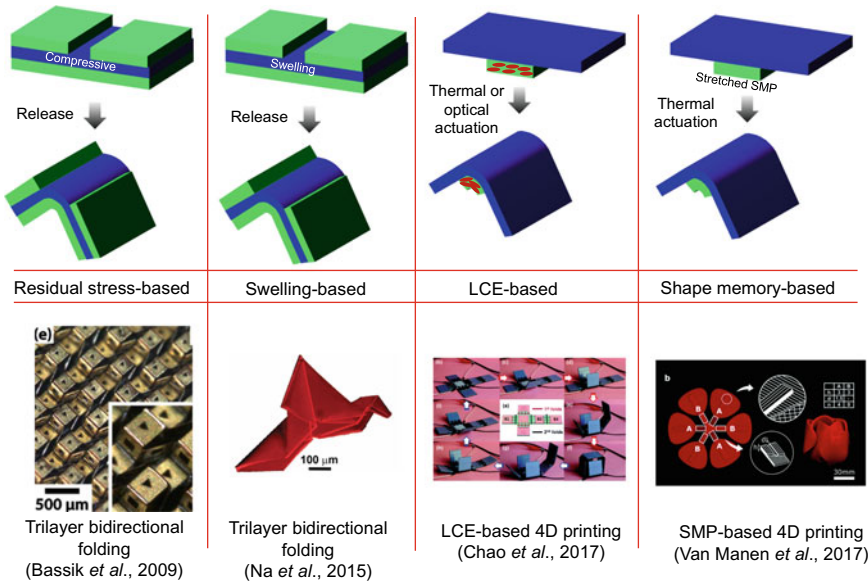 Compressive
Release
Swelling
Release
Thermal or
optical
actuation
Stretched SMP
Thermal
actuation
Residual stress-based
Swelling-based
LCE-based
Shape memory-based
(e)
500 µm
100 µm
(a)
b
A
B
A
B
A
B
30mm
Trilayer bidirectional
folding
(Bassik et al., 2009)
Trilayer bidirectional
folding
(Na et al., 2015)
LCE-based 4D printing
(Chao et al., 2017)
SMP-based 4D printing
(Van Manen et al., 2017)